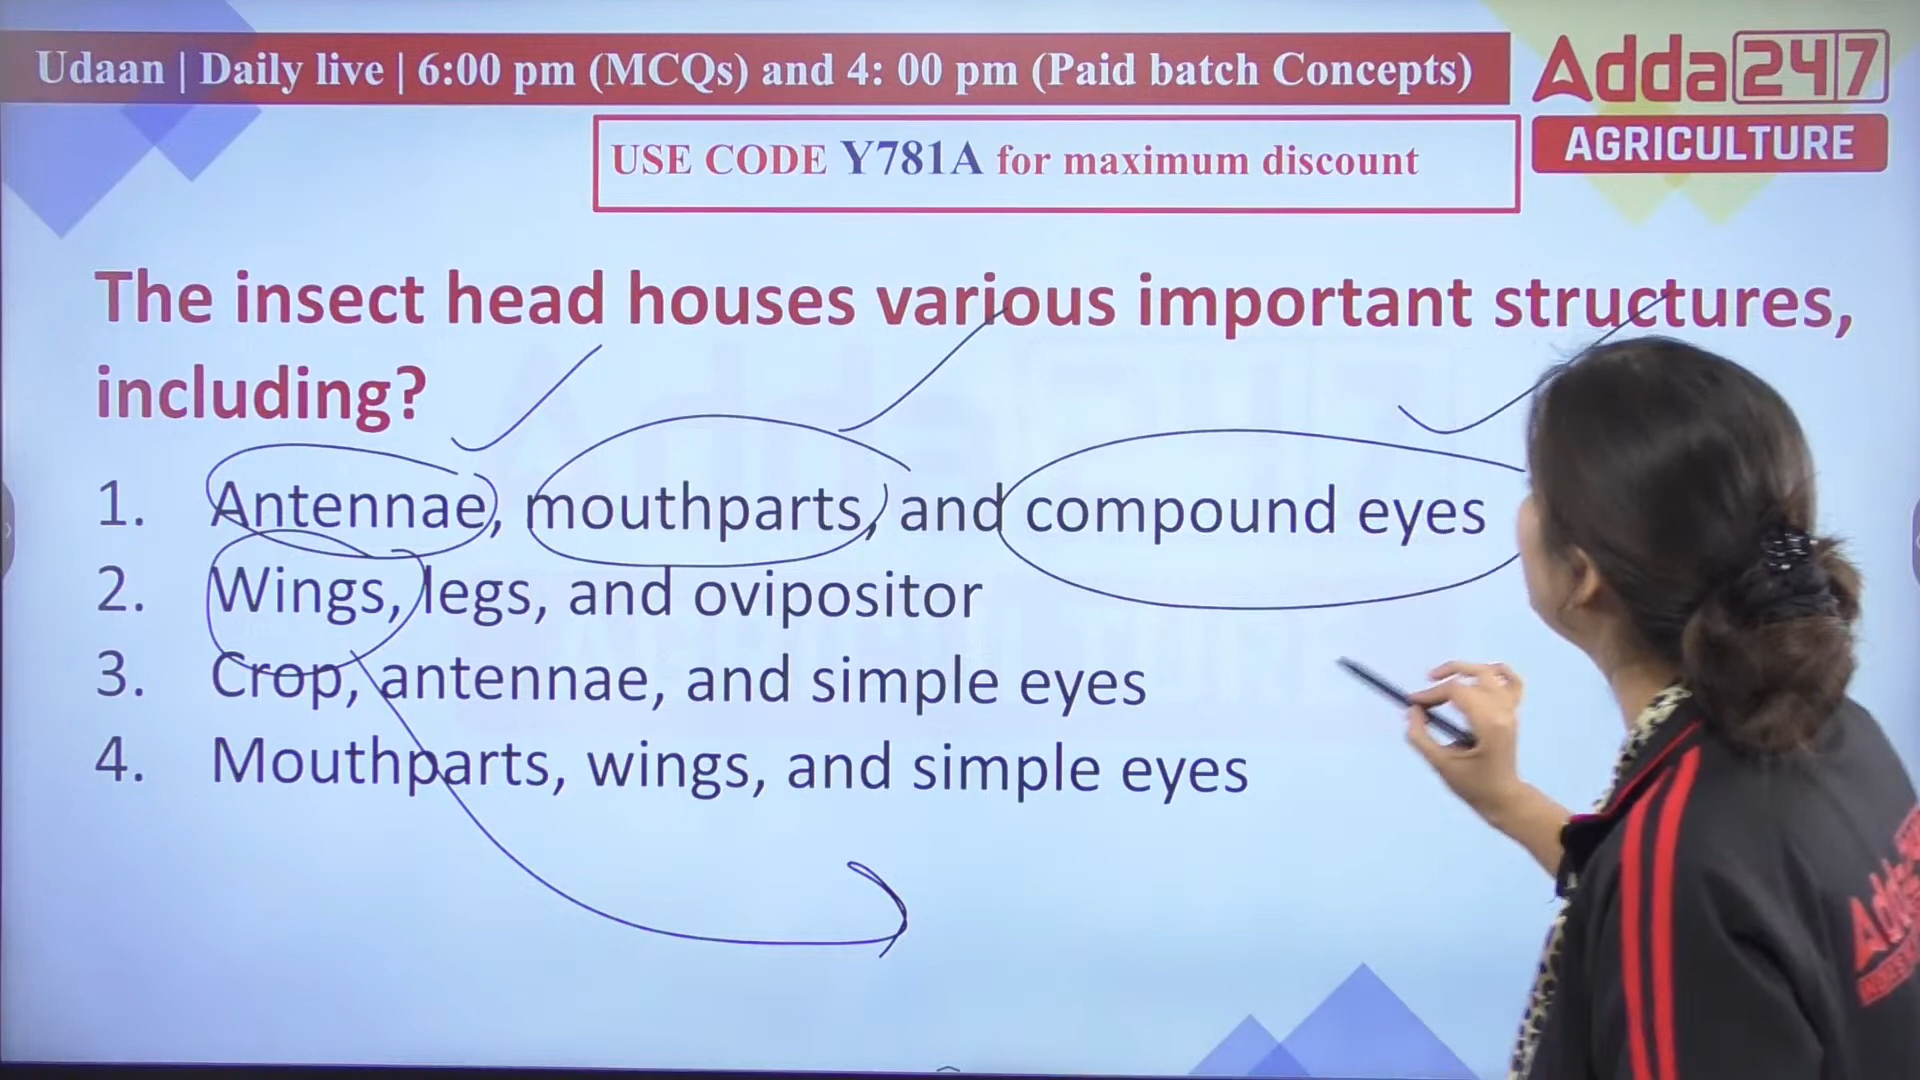 Udaan | Daily live | 6:00 pm (MCQs) and 4: 00 pm (Paid batch Concepts)
Adda247
AGRICULTURE
USE CODE Y781A for maximum discount
The insect head houses various important structures,
including?
1. Antennae, mouthparts, and compound eyes
2. Wings, legs, and ovipositor
3. Crop, antennae, and simple eyes
4. Mouthparts, wings, and simple eyes